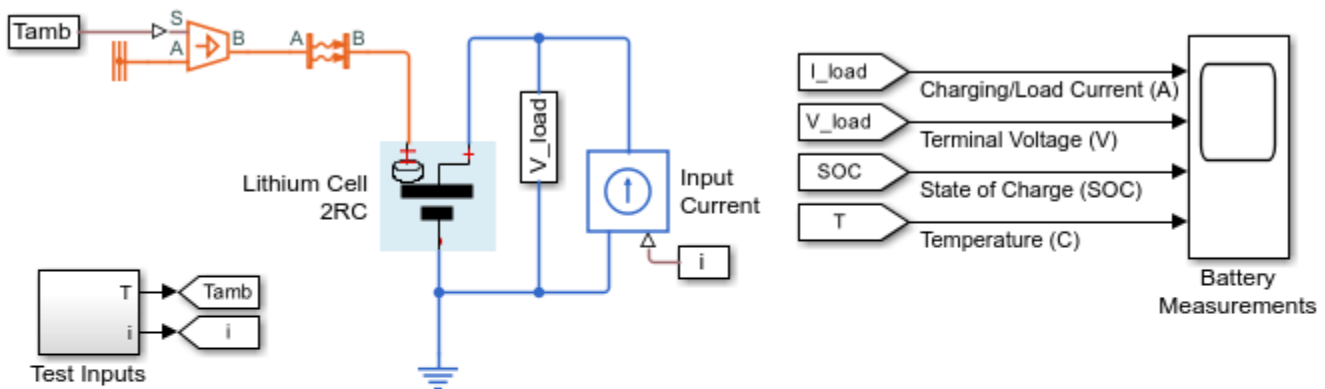 Tamb
S
A
B
A
B
V_load
Lithium Cell
2RC
Input
Current
i
T
i
Tamb
i
Test Inputs
I_load
Charging/Load Current (A)
V_load
Terminal Voltage (V)
SOC
State of Charge (SOC)
T
Temperature (C)
Battery
Measurements